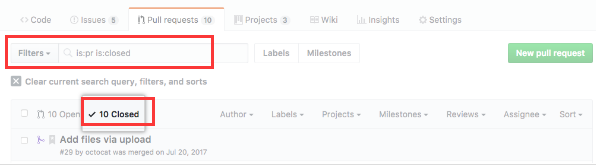 Code Issues 5 Pull requests 10 Projects 3 Wiki Insights Settings
Filters is:pr is:closed Labels Milestones New pull request
Clear current search query, filters, and sorts
10 Open 10 Closed Author Labels Projects Milestones Reviews Assignee Sort
Add files via upload
#29 by octocat was merged on Jul 20, 2017